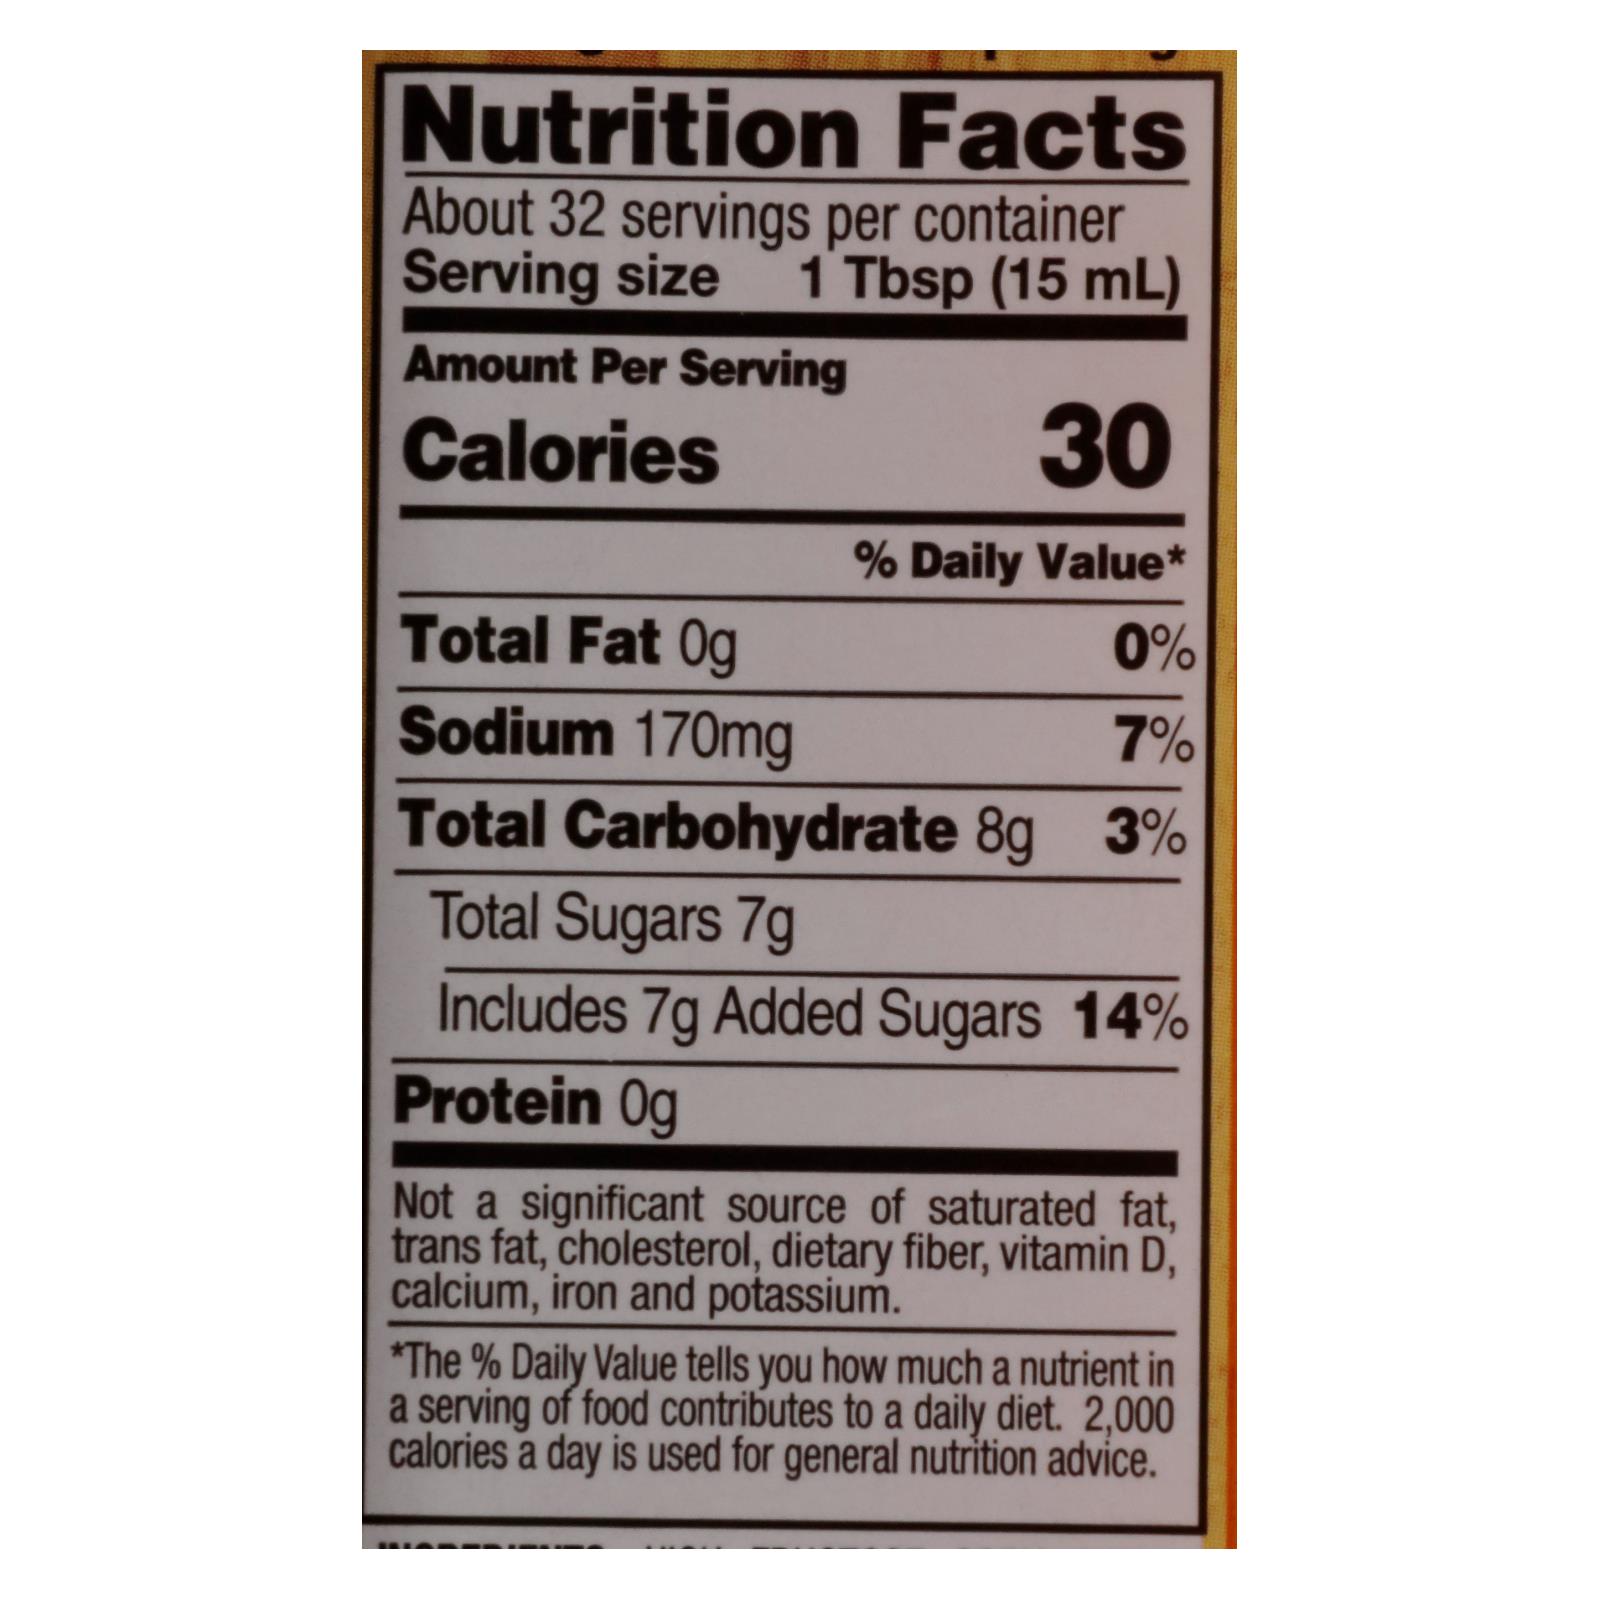 Nutrition Facts
About 32 servings per container
Serving size 1 Tbsp (15 mL)
Amount Per Serving
Calories 30
% Daily Value*
Total Fat 0g 0%
Sodium 170mg 7%
Total Carbohydrate 8g 3%
Total Sugars 7g
Includes 7g Added Sugars 14%
Protein 0g
Not a significant source of saturated fat,
trans fat, cholesterol, dietary fiber, vitamin D,
calcium, iron and potassium.
*The % Daily Value tells you how much a nutrient in
a serving of food contributes to a daily diet. 2,000
calories a day is used for general nutrition advice.